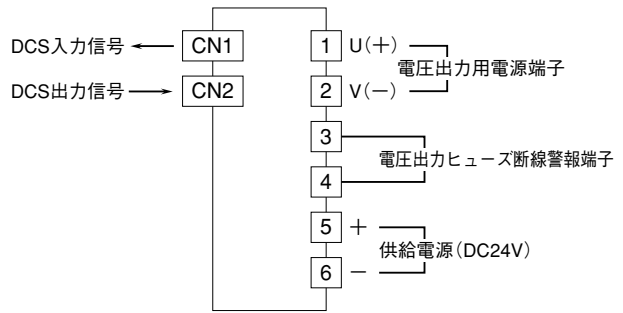 DCS入力信号 CN1 1 U(+)
電圧出力用電源端子
DCS出力信号 CN2 2 V(−)
3
電圧出力ヒューズ断線警報端子
4
5 +
供給電源(DC24V)
6 −